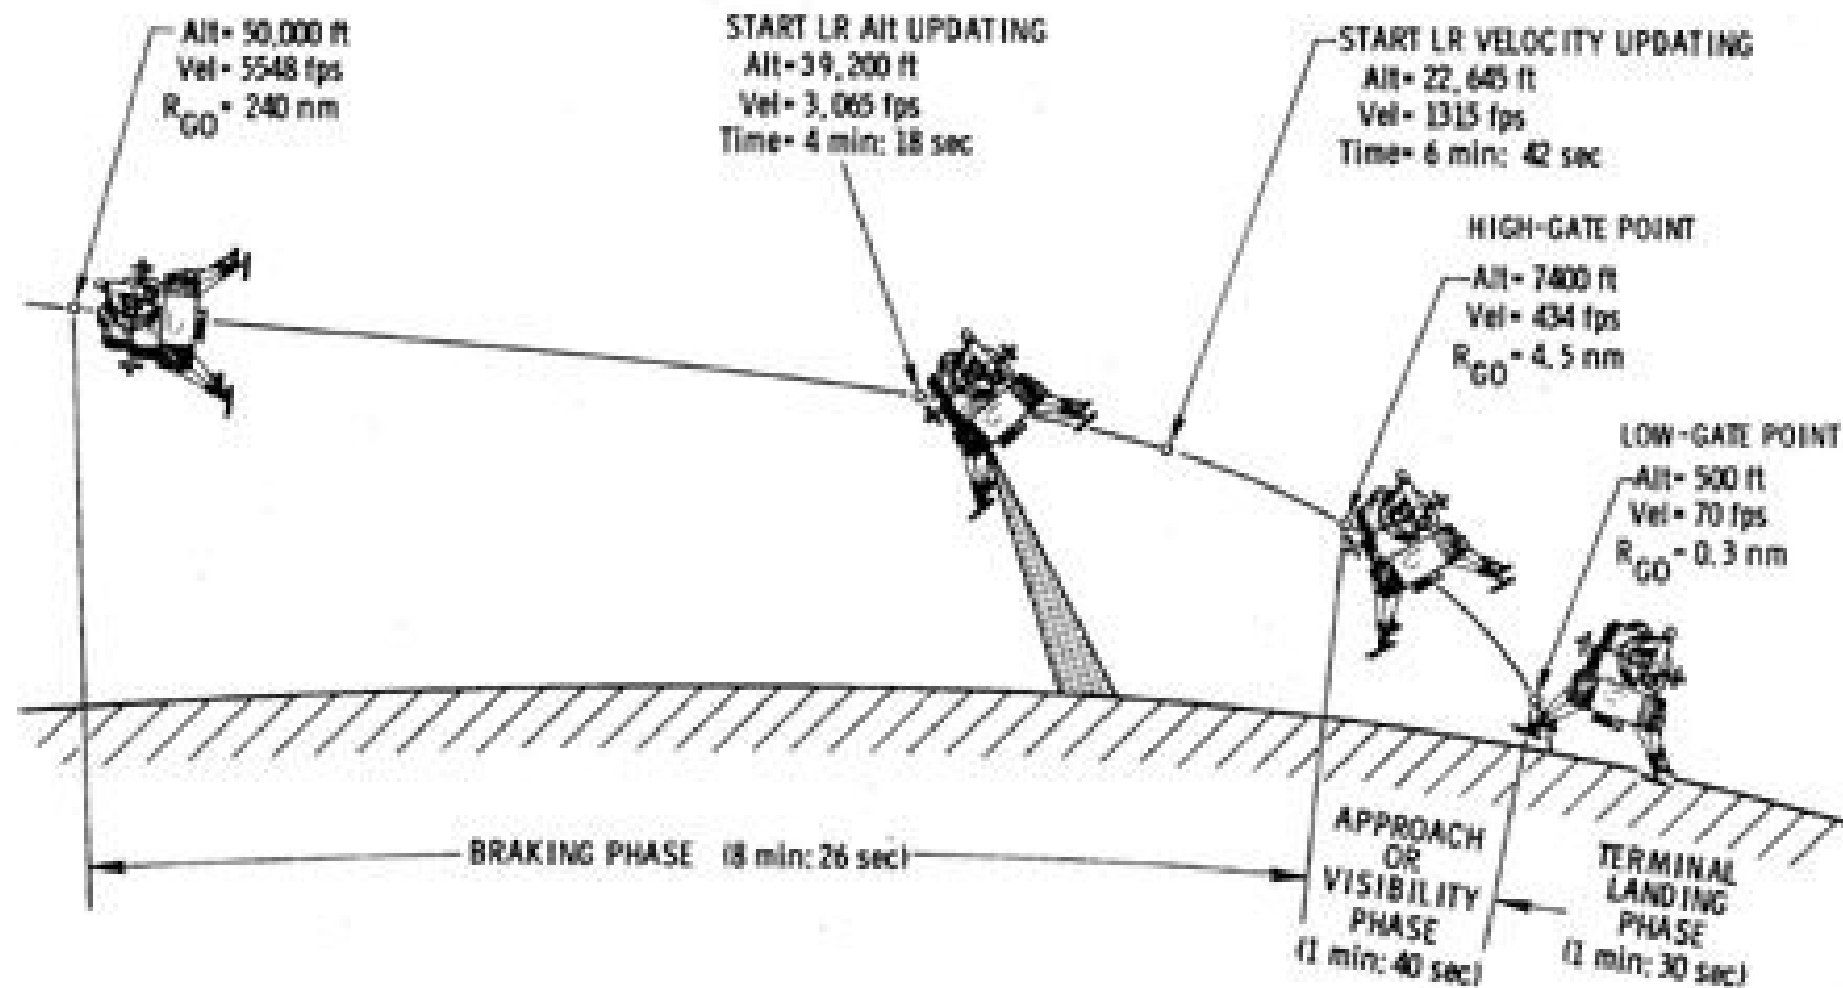 Alt= 50,000 ft
Vel= 5548 fps
RGO= 240 nm
START LR Alt UPDATING
Alt=39,200 ft
Vel= 3,065 fps
Time= 4 min: 18 sec
START LR VELOCITY UPDATING
Alt= 22,645 ft
Vel= 1315 fps
Time= 6 min: 42 sec
HIGH-GATE POINT
Alt= 7400 ft
Vel= 434 fps
RGO= 4.5 nm
LOW-GATE POINT
Alt= 500 ft
Vel= 70 fps
RGO= 0.3 nm
BRAKING PHASE (8 min: 26 sec)
APPROACH
OR
VISIBILITY
PHASE
(1 min: 40 sec)
TERMINAL
LANDING
PHASE
(1 min: 30 sec)